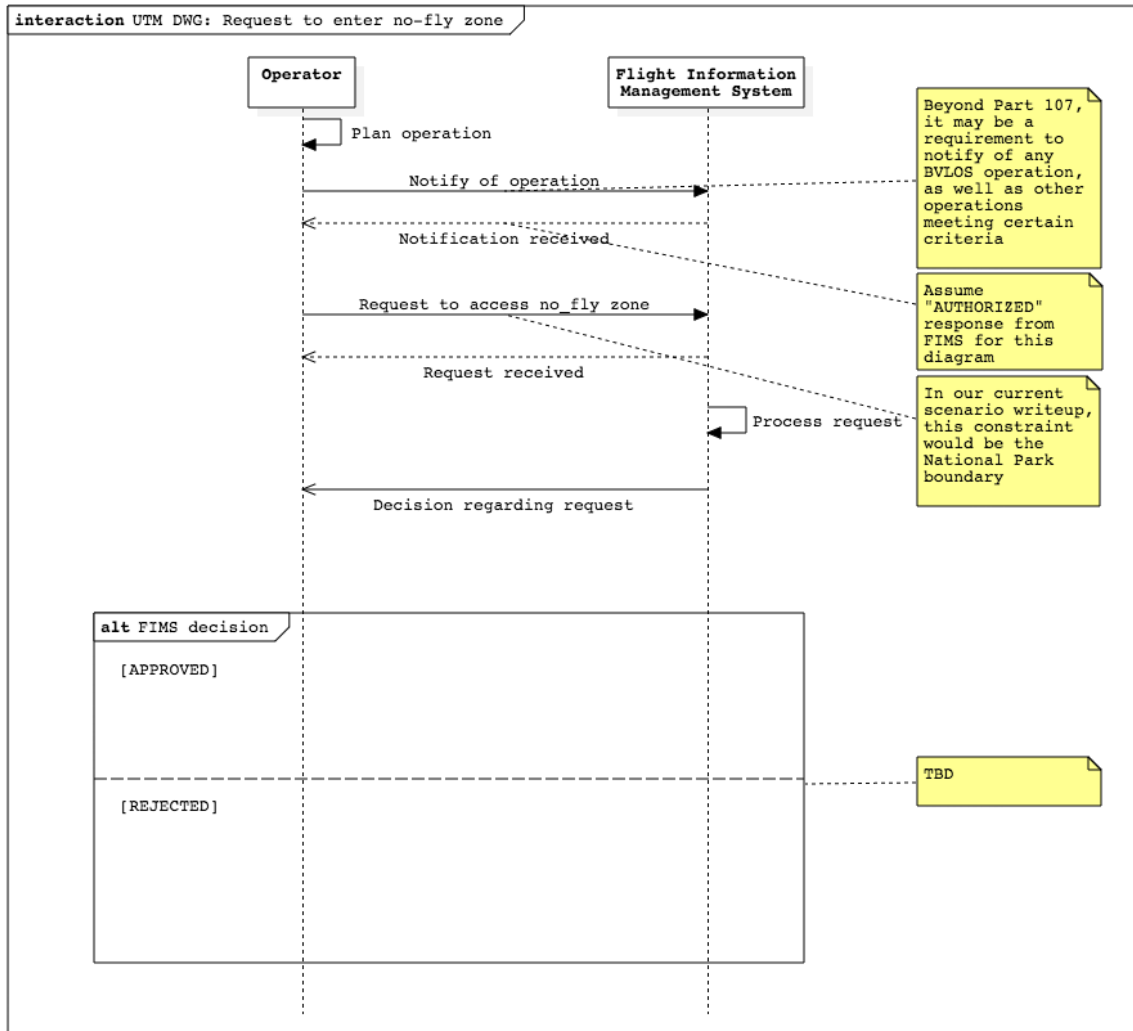 interaction UTM DWG: Request to enter no-fly zone
Operator
Flight Information
Management System
Plan operation
Notify of operation
Notification received
Request to access no_fly zone
Request received
Process request
Decision regarding request
Beyond Part 107,
it may be a
requirement to
notify of any
BVLOS operation,
as well as other
operations
meeting certain
criteria
Assume
"AUTHORIZED"
response from
FIMS for this
diagram
In our current
scenario writeup,
this constraint
would be the
National Park
boundary
alt FIMS decision
[APPROVED]
TBD
[REJECTED]